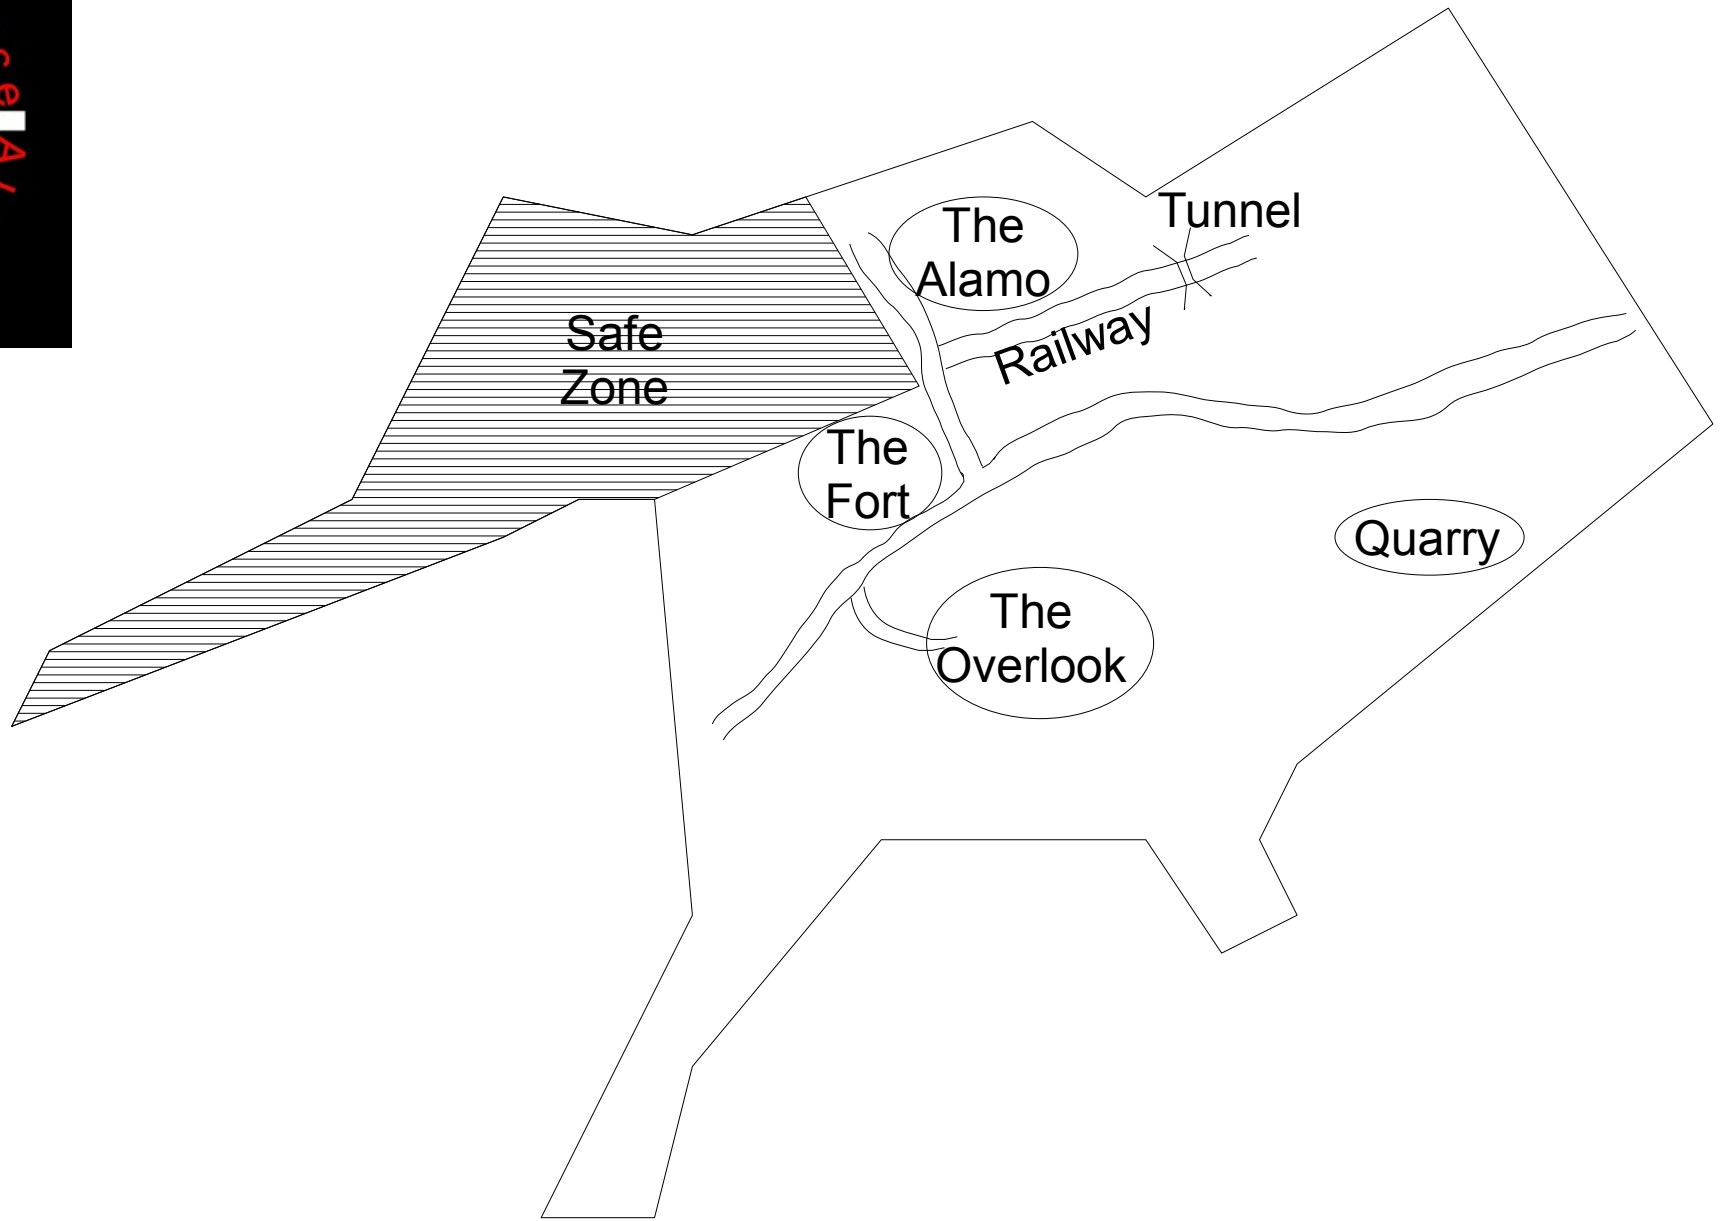 Tunnel
The
Alamo
Railway
Safe
Zone
The
Fort
Quarry
The
Overlook